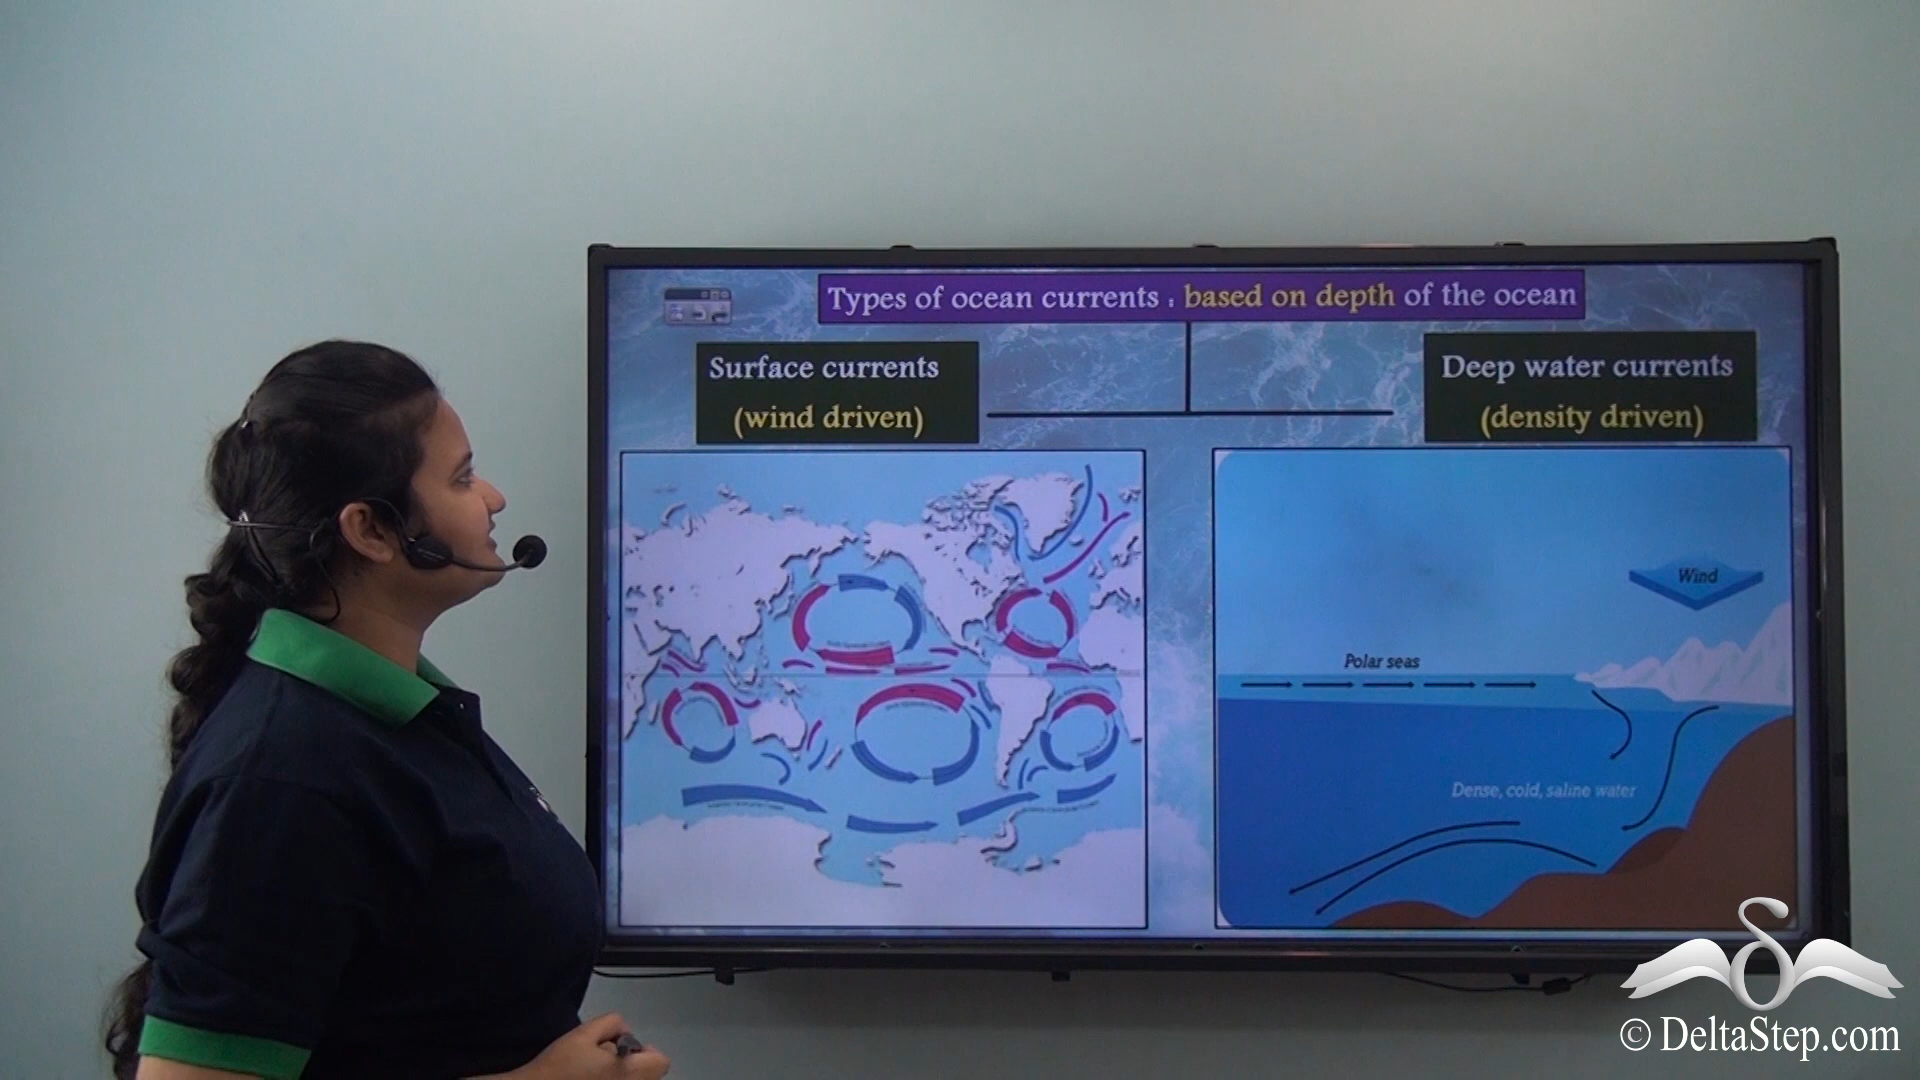 Types of ocean currents : based on depth of the ocean
Surface currents
(wind driven)
Deep water currents
(density driven)
Wind
Polar seas
Dense, cold, saline water
© DeltaStep.com